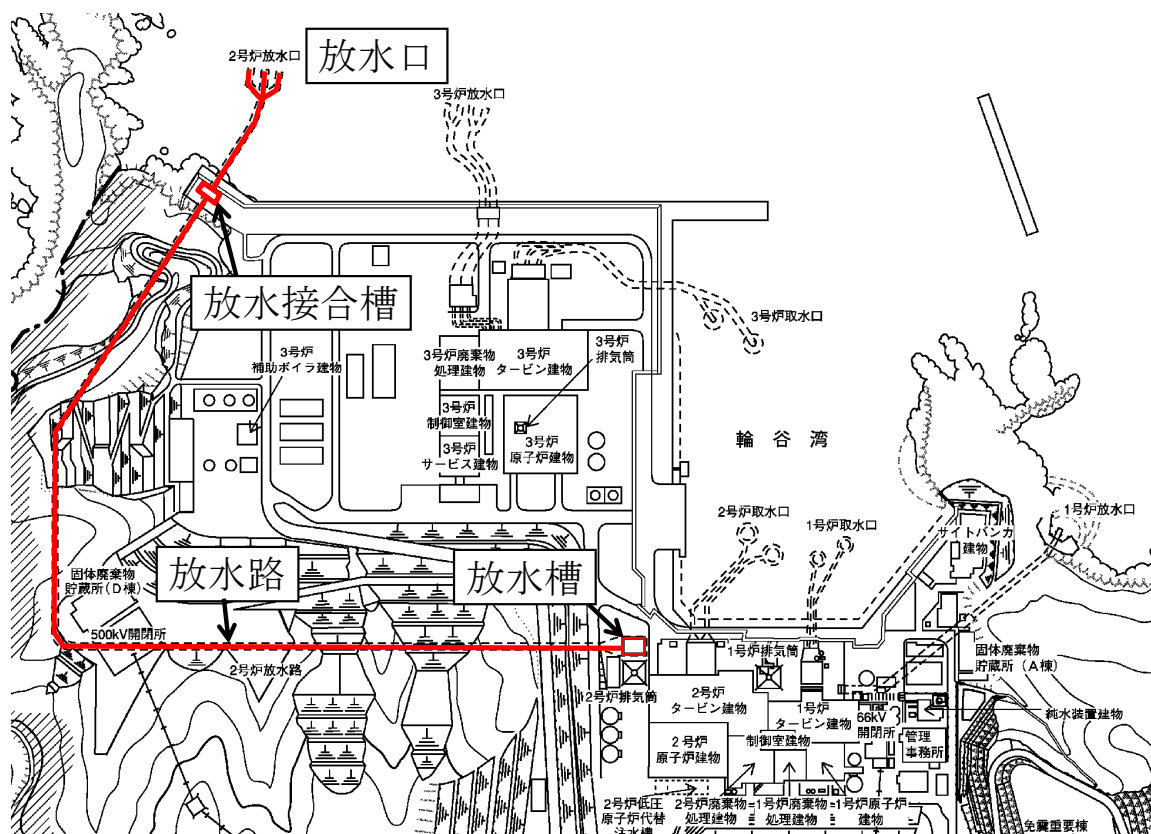 2号炉放水口
放水口
3号炉放水口
放水接合槽
3号炉取水口
3号炉
補助ボイラ建物
3号炉廃棄物
処理建物
3号炉
タービン建物
3号炉
排気筒
3号炉
制御室建物
3号炉
サービス建物
3号炉
原子炉建物
輪谷湾
2号炉取水口
1号炉取水口
1号炉放水口
サイトバンカ
建物
固体廃棄物
貯蔵所(D棟)
放水路
放水槽
500kV開閉所
2号炉放水路
1号炉排気筒
固体廃棄物
貯蔵所(A棟)
2号炉排気筒
2号炉
タービン建物
1号炉
タービン建物
66kV
開閉所
純水装置建物
制御室建物
管理
事務所
2号炉
原子炉建物
2号炉低圧
原子炉代替
注水槽
2号炉廃棄物
処理建物
1号炉廃棄物
処理建物
1号炉原子炉
建物
免震重要棟